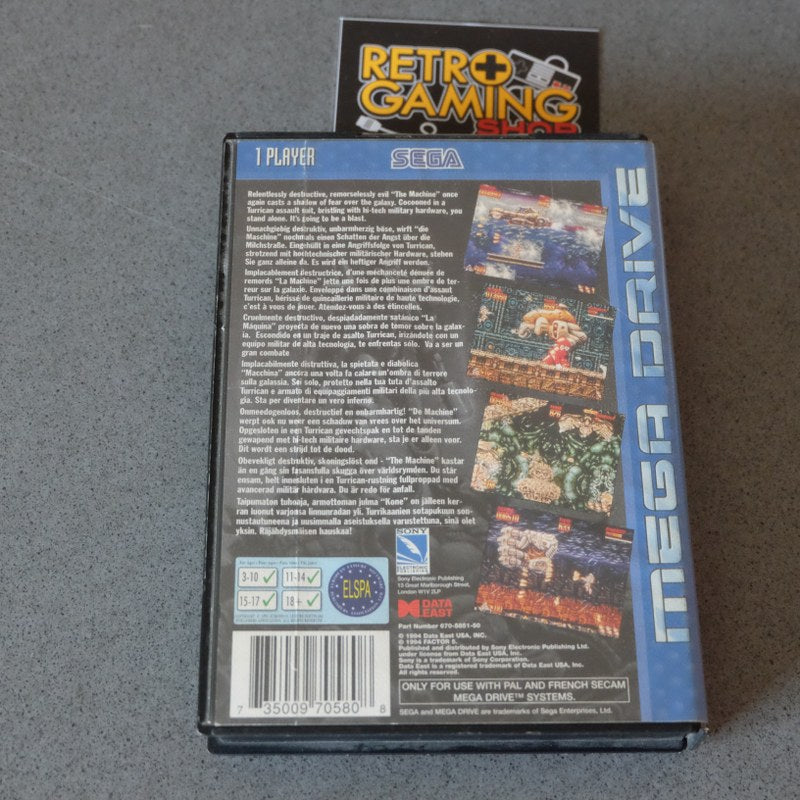 RETRO
GAMING
SHOP
1 PLAYER
SEGA
MEGA DRIVE
Relentlessly destructive, remorselessly evil "The Machine" once
again casts a shadow of fear over the galaxy. Cocooned in a
Turrican assault suit, bristling with hi-tech military hardware, you
stand alone. It's going to be a blast.
Unnachgiebig destruktiv, unbarmherzig böse, wirft "die
Maschine" nochmals einen Schatten der Angst über die
Milchstraße. Eingehüllt in eine Angriffsfolge von Turrican,
strotzend mit hochtechnischer militärischer Hardware, stehen
Sie ganz alleine da. Es wird ein heftiger Angriff werden.
Implacablement destructrice, d'une méchanceté dénuée de
remords "La Machine" jette une fois de plus une ombre de ter-
reur sur la galaxie. Enveloppé dans une combinaison d'assaut
Turrican, hérissé de quincaillerie militaire de haute technologie,
c'est à vous de jouer. Attendez-vous à des étincelles.
Cruelmente destructivo, despiadadamente satánico "La
Máquina" proyecta de nuevo una sobra de temor sobre la galax-
ia. Escondido en un traje de asalto Turrican, irizándote con un
equipo militar de alta tecnología, te enfrentas sólo. Va a ser un
gran combate
Implacabilmente distruttiva, la spietata e diabolica
"Macchina" ancora una volta fa calare un'ombra di terrore
sulla galassia. Sei solo, protetto nella tua tuta d'assalto
Turrican e armato di equipaggiamenti militari della più alta tecnolo-
gia. Sta per diventare un vero inferno.
Onmeedogenloos, destructief en onbarmhartig! "De Machine"
werpt ook nu weer een schaduw van vrees over het universum.
Opgesloten in een Turrican gevechtspak en tot de tanden
gewapend met hi-tech militaire hardware, sta je er alleen voor.
Dit wordt een strijd tot de dood.
Obevekligt destruktiv, skoningslöst ond - "The Machine" kastar
än en gång sin fasansfulla skugga över världsrymden. Du står
ensam, helt innesluten i en Turrican-rustning fullproppad med
avancerad militär hårdvara. Du är redo för anfall.
Taipumaton tuhoaja, armottoman julma "Kone" on jälleen ker-
ran luonut varjonsa linnunradan yli. Turrikaanien sotapukuun son-
nustautuneena ja uusimmalla aseistuksella varustettuna, sinä olet
yksin. Räjähdysmäisen hauskaa!
3-10
11-14
15-17
18+
ELSPA
SONY
ELECTRONIC
PUBLISHING
Sony Electronic Publishing
13 Great Marlborough Street,
London W1V 2LP
DATA
EAST
Part Number 670-5851-50
© 1994 Data East USA, INC.
© 1994 FACTOR 5.
Published and distributed by Sony Electronic Publishing Ltd.
under license from Data East USA, Inc.
Sony is a trademark of Sony Corporation.
Data East is a registered trademark of Data East USA, Inc.
All rights reserved.
ONLY FOR USE WITH PAL AND FRENCH SECAM
MEGA DRIVE™ SYSTEMS.
SEGA and MEGA DRIVE are trademarks of Sega Enterprises, Ltd.
7 35009 70580 8